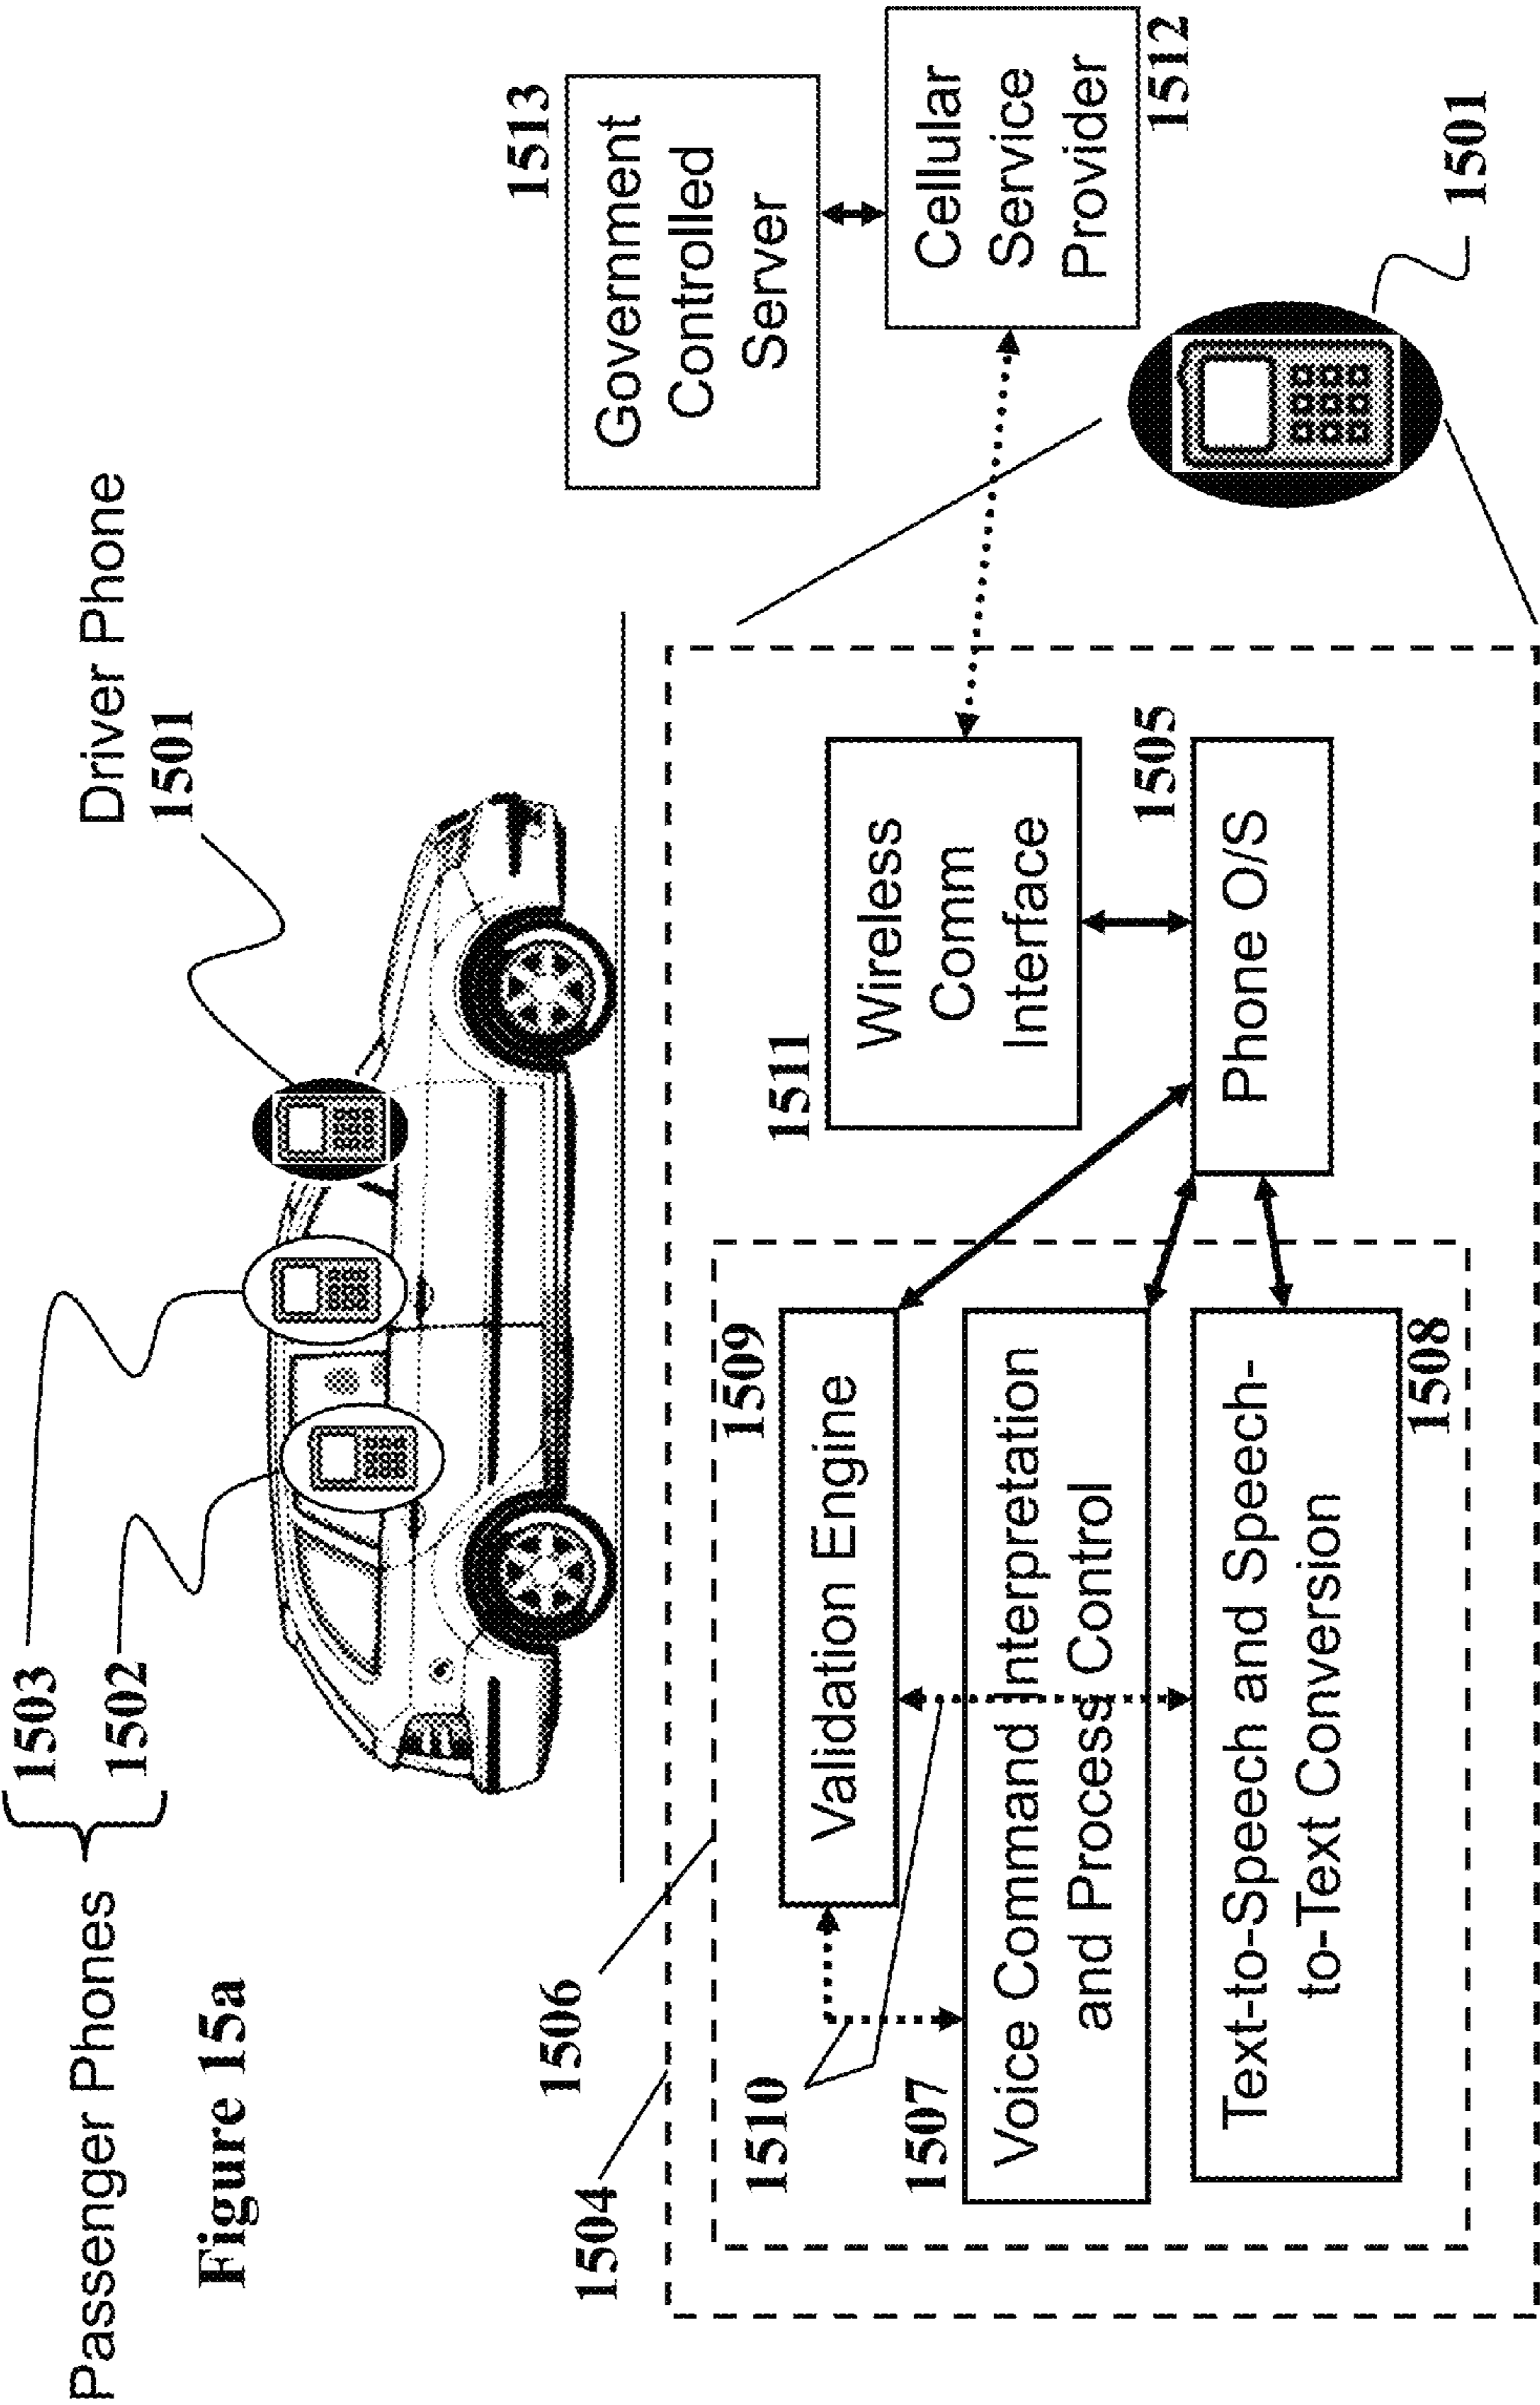 Passenger Phones
1503
1502
Driver Phone
1501
Figure 15a
1513
Government
Controlled
Server
Cellular
Service
Provider
1512
1501
1504
1506
1509
Validation Engine
1510
1507
Voice Command Interpretation
and Process Control
Text-to-Speech and Speech-
to-Text Conversion
1508
1511
Wireless
Comm
Interface
1505
Phone O/S